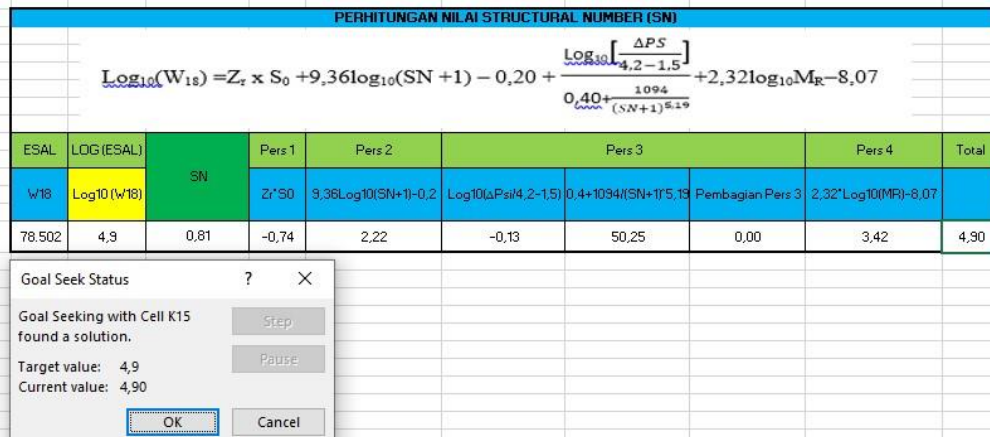 PERHITUNGAN NILAI STRUCTURAL NUMBER (SN)
Log₁₀(W₁₈) =Zᵣ x S₀ +9,36log₁₀(SN +1) − 0,20 + Log₁₀[ΔPS/4,2−1,5] / 0,40+1094/(SN+1)^5,19 +2,32log₁₀M_R−8,07
ESAL LOG(ESAL) SN Pers 1 Pers 2 Pers 3 Pers 4 Total
W18 Log10 (W18) Zr*S0 9,36Log10(SN+1)-0,2 Log10(ΔPsi/4,2-1,5) 0,4+1094/(SN+1)^5,19 Pembagian Pers 3 2,32*Log10(MR)-8,07
78.502 4,9 0,81 -0,74 2,22 -0,13 50,25 0,00 3,42 4,90
Goal Seek Status ? ×
Goal Seeking with Cell K15 Step
found a solution.
Pause
Target value: 4,9
Current value: 4,90
OK Cancel